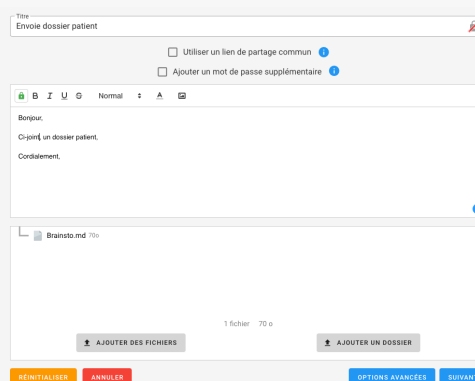 Titre
Envoie dossier patient
Utiliser un lien de partage commun
Ajouter un mot de passe supplémentaire
B I U S Normal A
Bonjour,
Ci-joint, un dossier patient.
Cordialement,
Brainsto.md 70o
1 fichier 70 o
AJOUTER DES FICHIERS AJOUTER UN DOSSIER
RÉINITIALISER ANNULER OPTIONS AVANCÉES SUIVANT